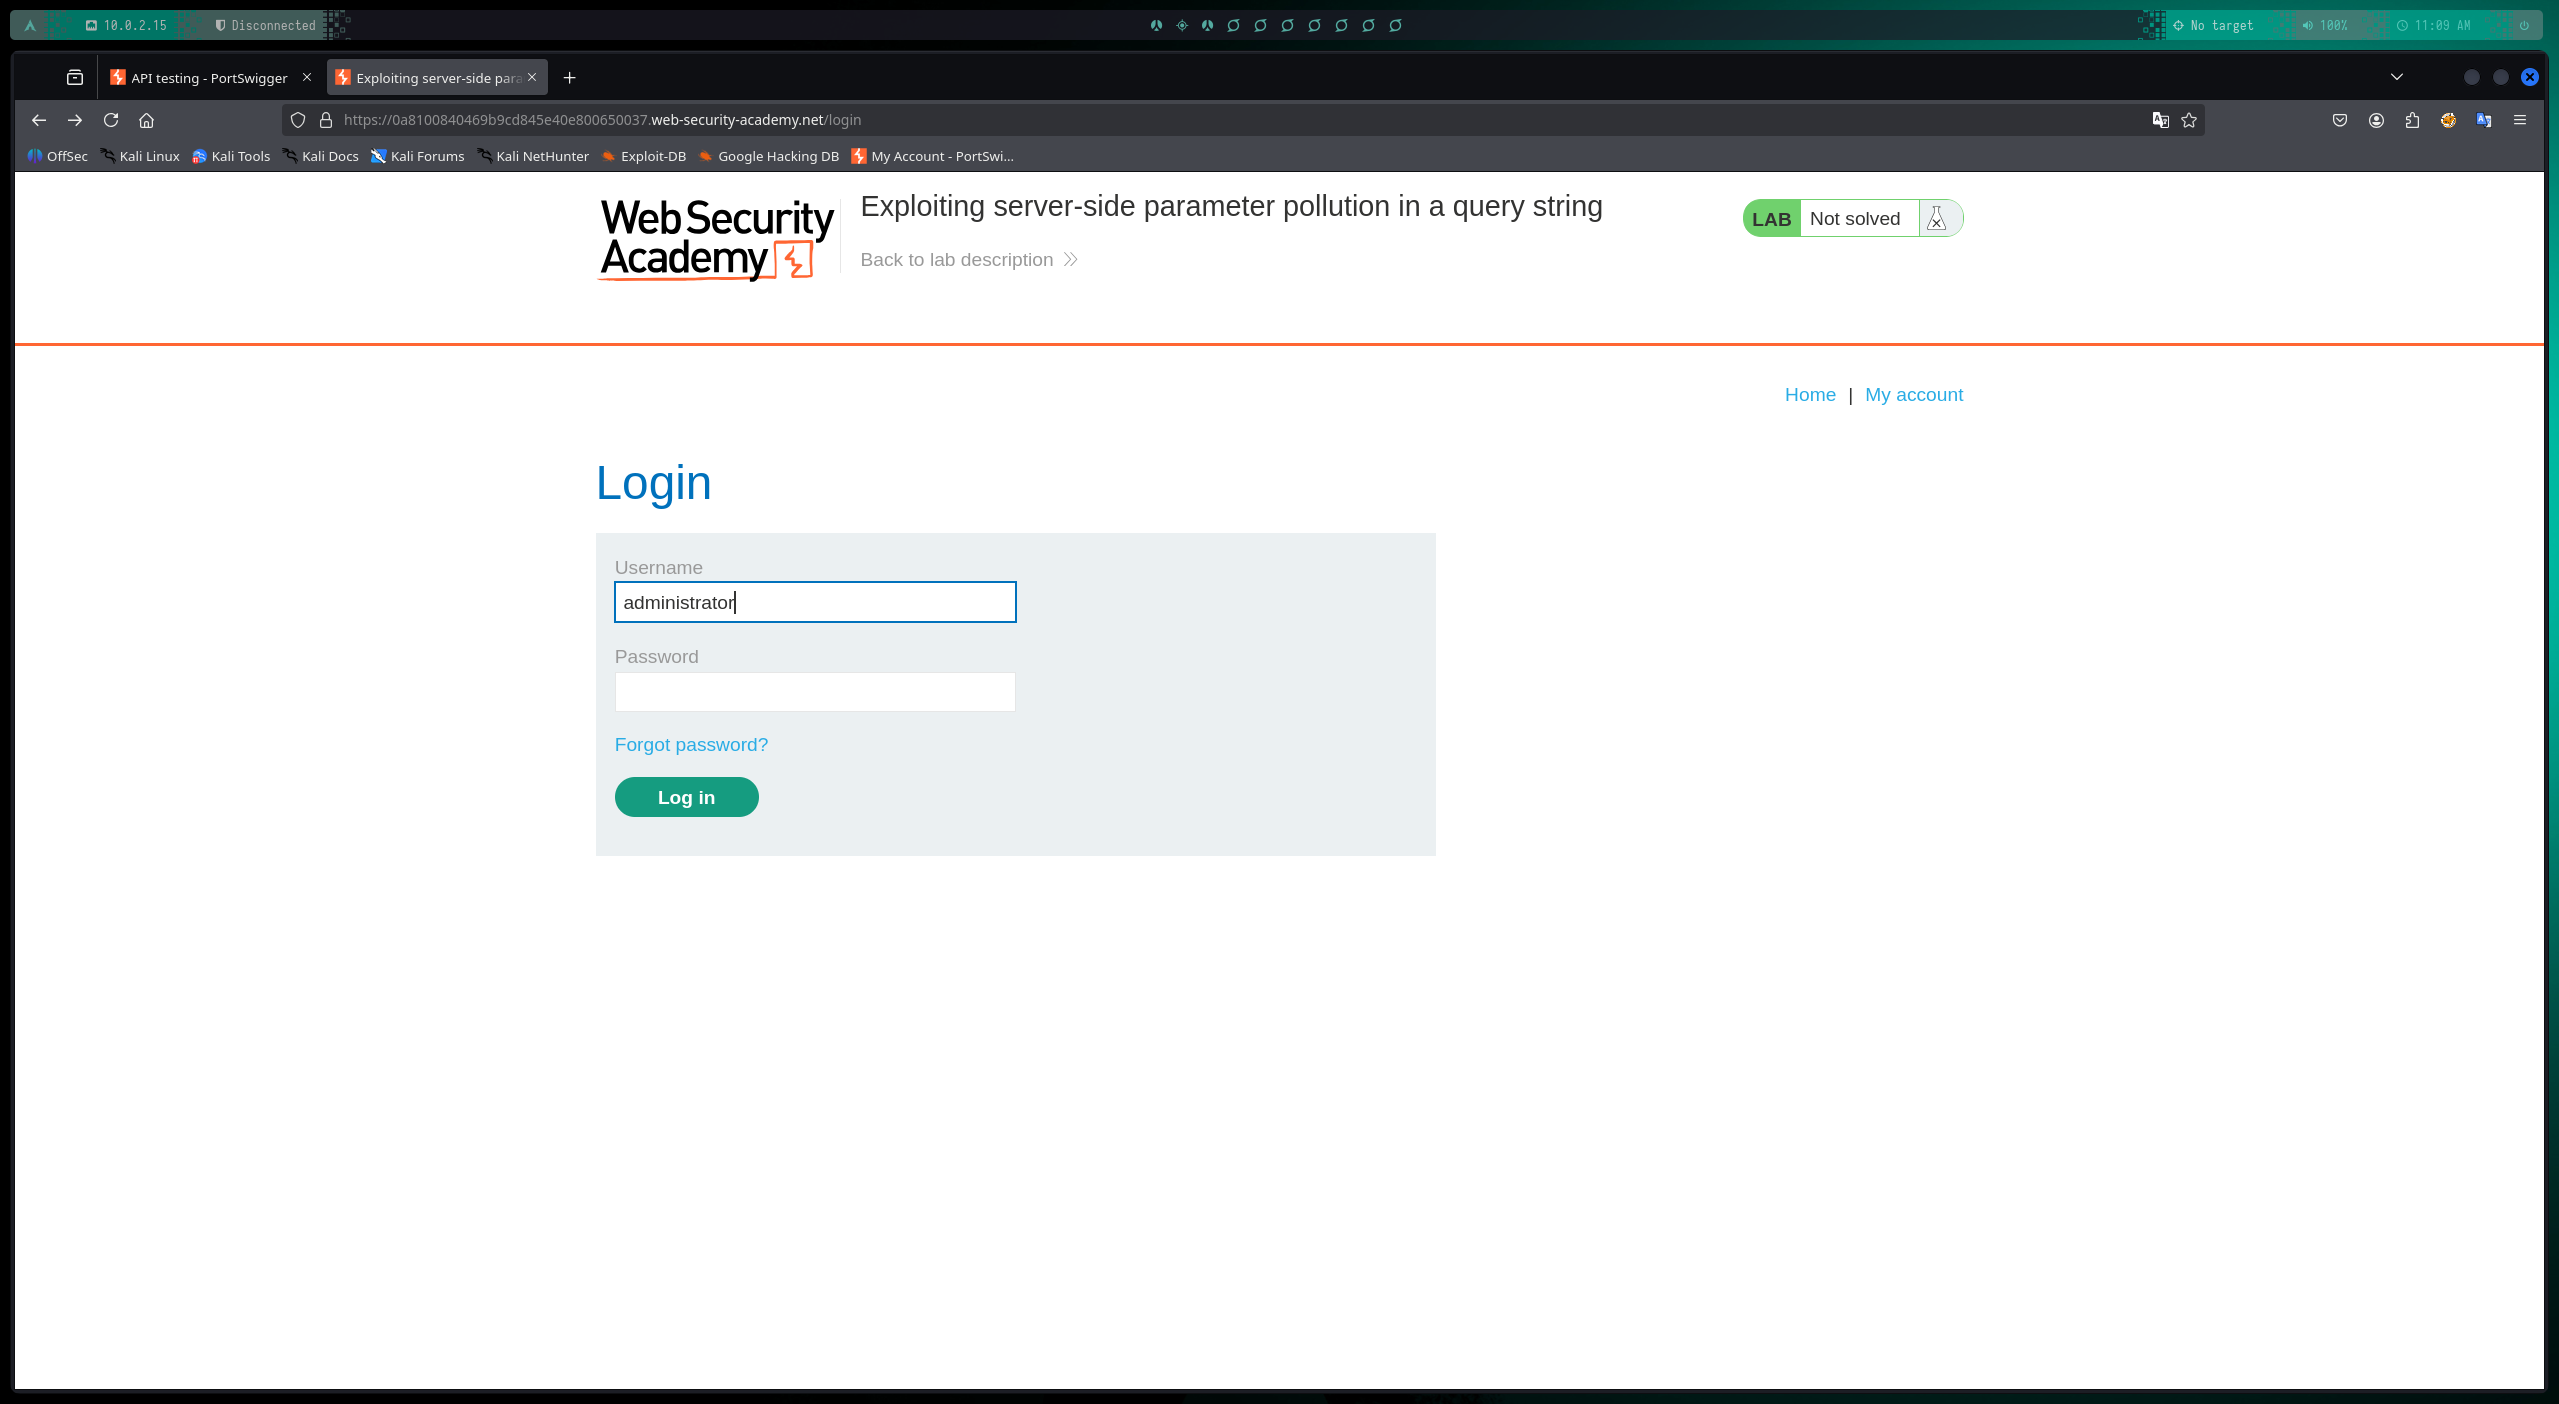 10.0.2.15 Disconnected No target 100% 11:09 AM
API testing - PortSwigger Exploiting server-side para
https://0a8100840469b9cd845e40e800650037.web-security-academy.net/login
OffSec Kali Linux Kali Tools Kali Docs Kali Forums Kali NetHunter Exploit-DB Google Hacking DB My Account - PortSwi...
Web Security
Academy
Exploiting server-side parameter pollution in a query string
Back to lab description
LAB Not solved
Home | My account
Login
Username
administrator
Password
Forgot password?
Log in